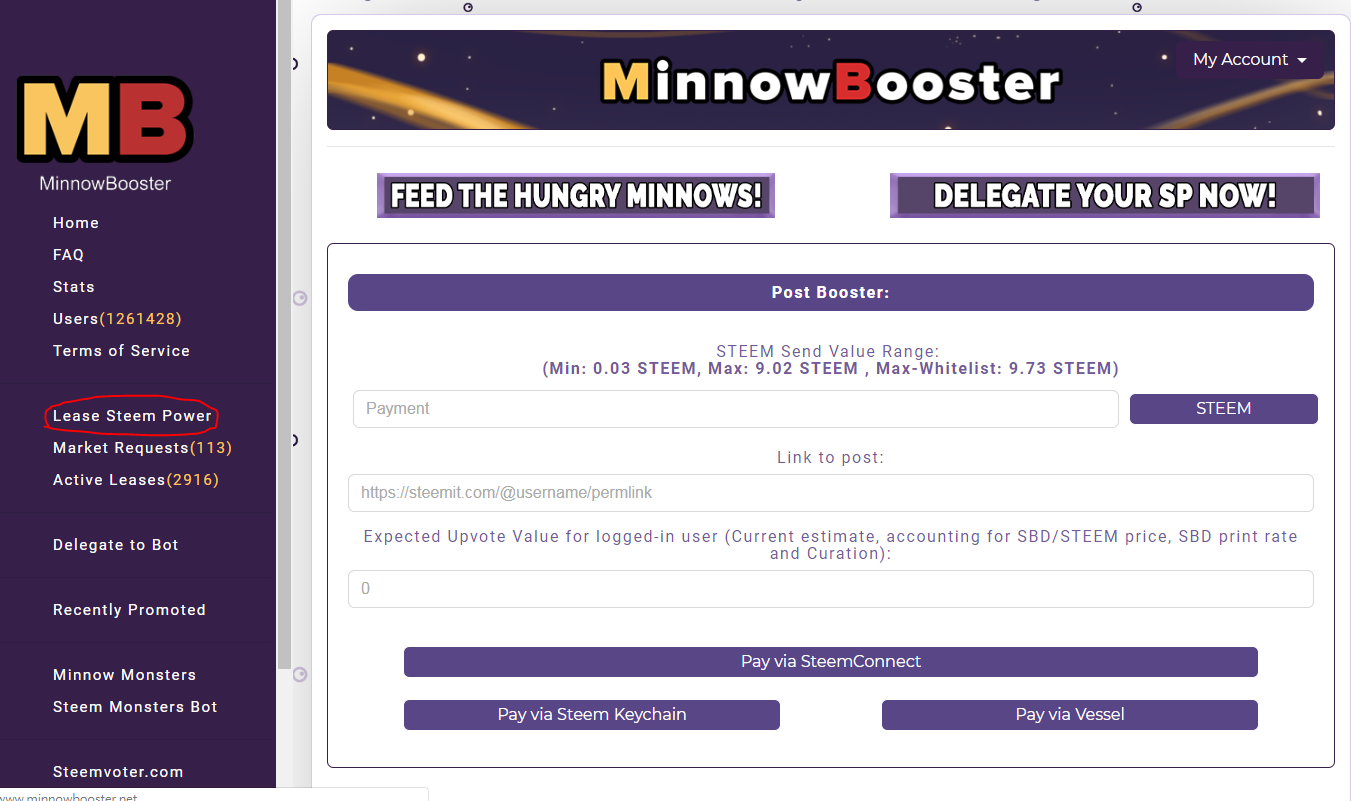 MB
MinnowBooster
Home
FAQ
Stats
Users(1261428)
Terms of Service
Lease Steem Power
Market Requests(113)
Active Leases(2916)
Delegate to Bot
Recently Promoted
Minnow Monsters
Steem Monsters Bot
Steemvoter.com
www.minnowbooster.net
MinnowBooster
My Account
FEED THE HUNGRY MINNOWS!
DELEGATE YOUR SP NOW!
Post Booster:
STEEM Send Value Range:
(Min: 0.03 STEEM, Max: 9.02 STEEM , Max-Whitelist: 9.73 STEEM)
Payment
STEEM
Link to post:
https://steemit.com/@username/permlink
Expected Upvote Value for logged-in user (Current estimate, accounting for SBD/STEEM price, SBD print rate
and Curation):
0
Pay via SteemConnect
Pay via Steem Keychain
Pay via Vessel